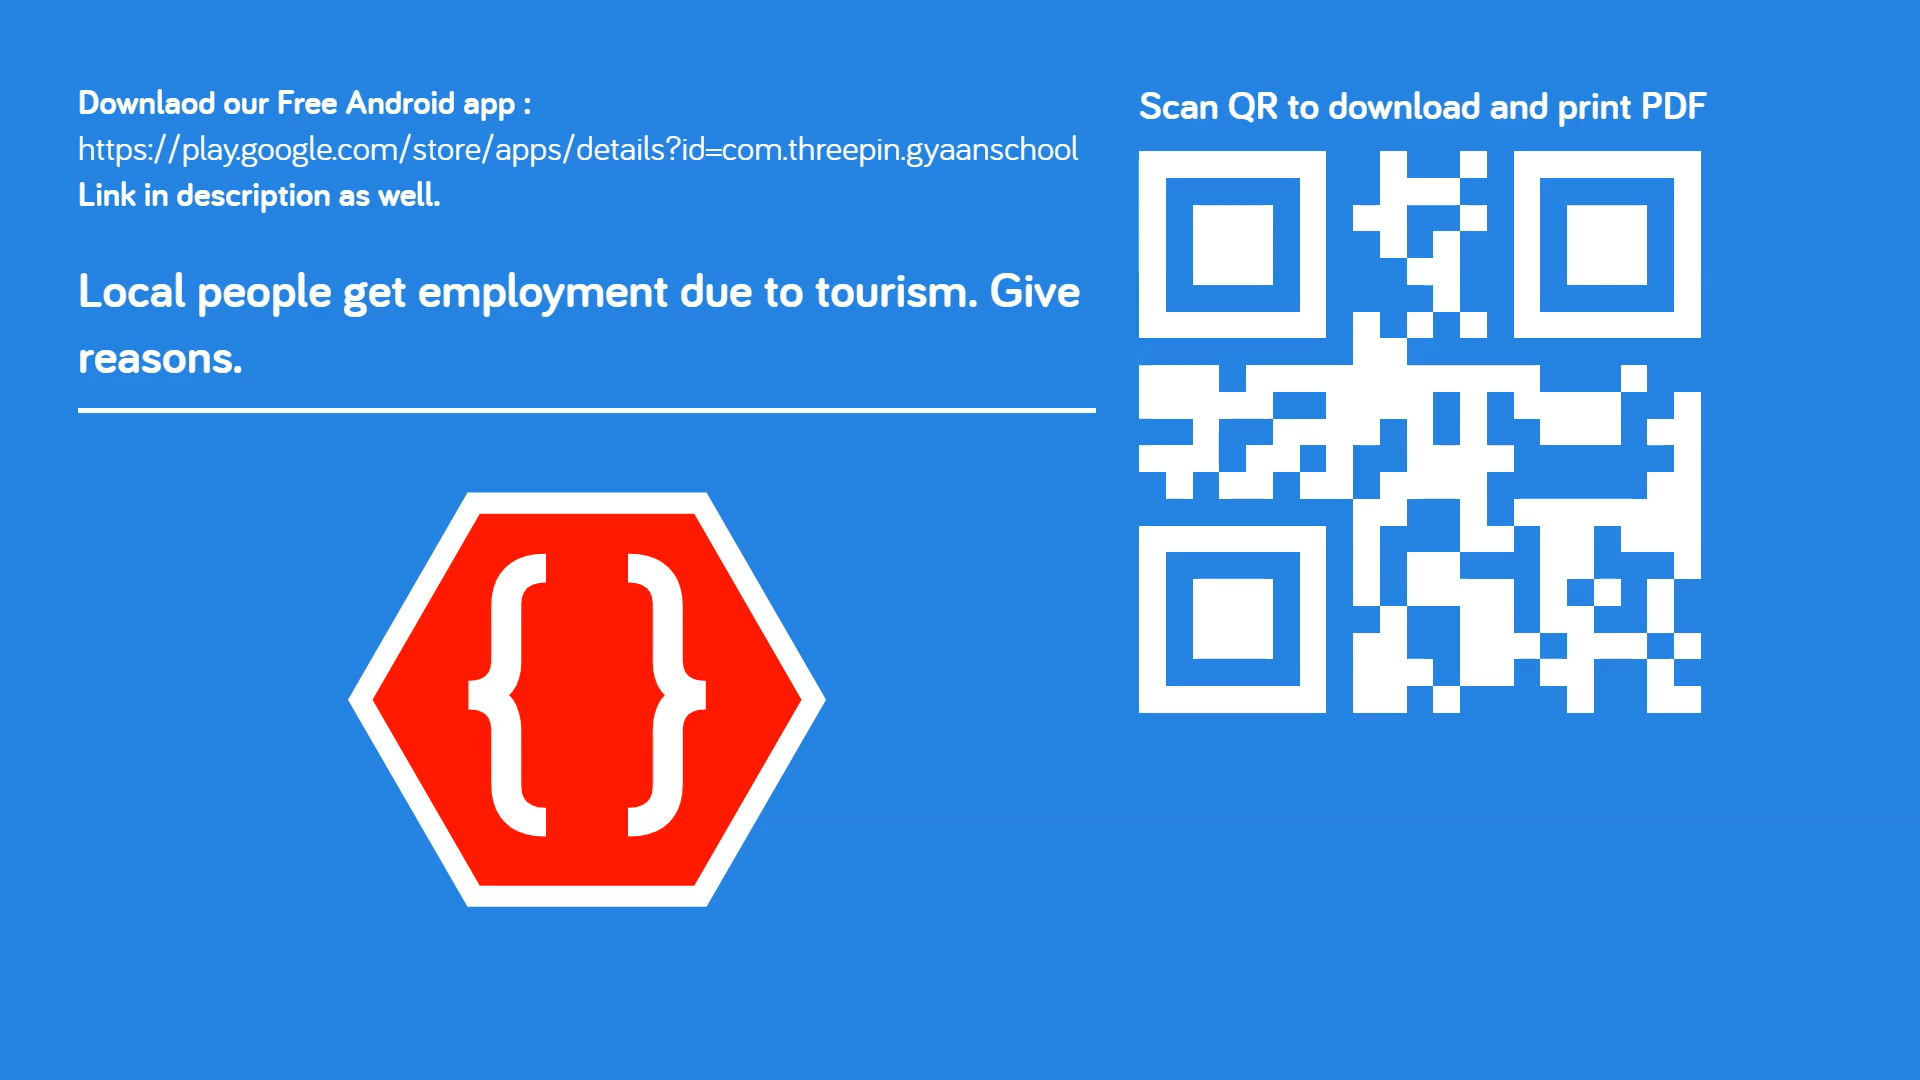 Downlaod our Free Android app :
https://play.google.com/store/apps/details?id=com.threepin.gyaanschool
Link in description as well.
Local people get employment due to tourism. Give
reasons.
{ }
Scan QR to download and print PDF